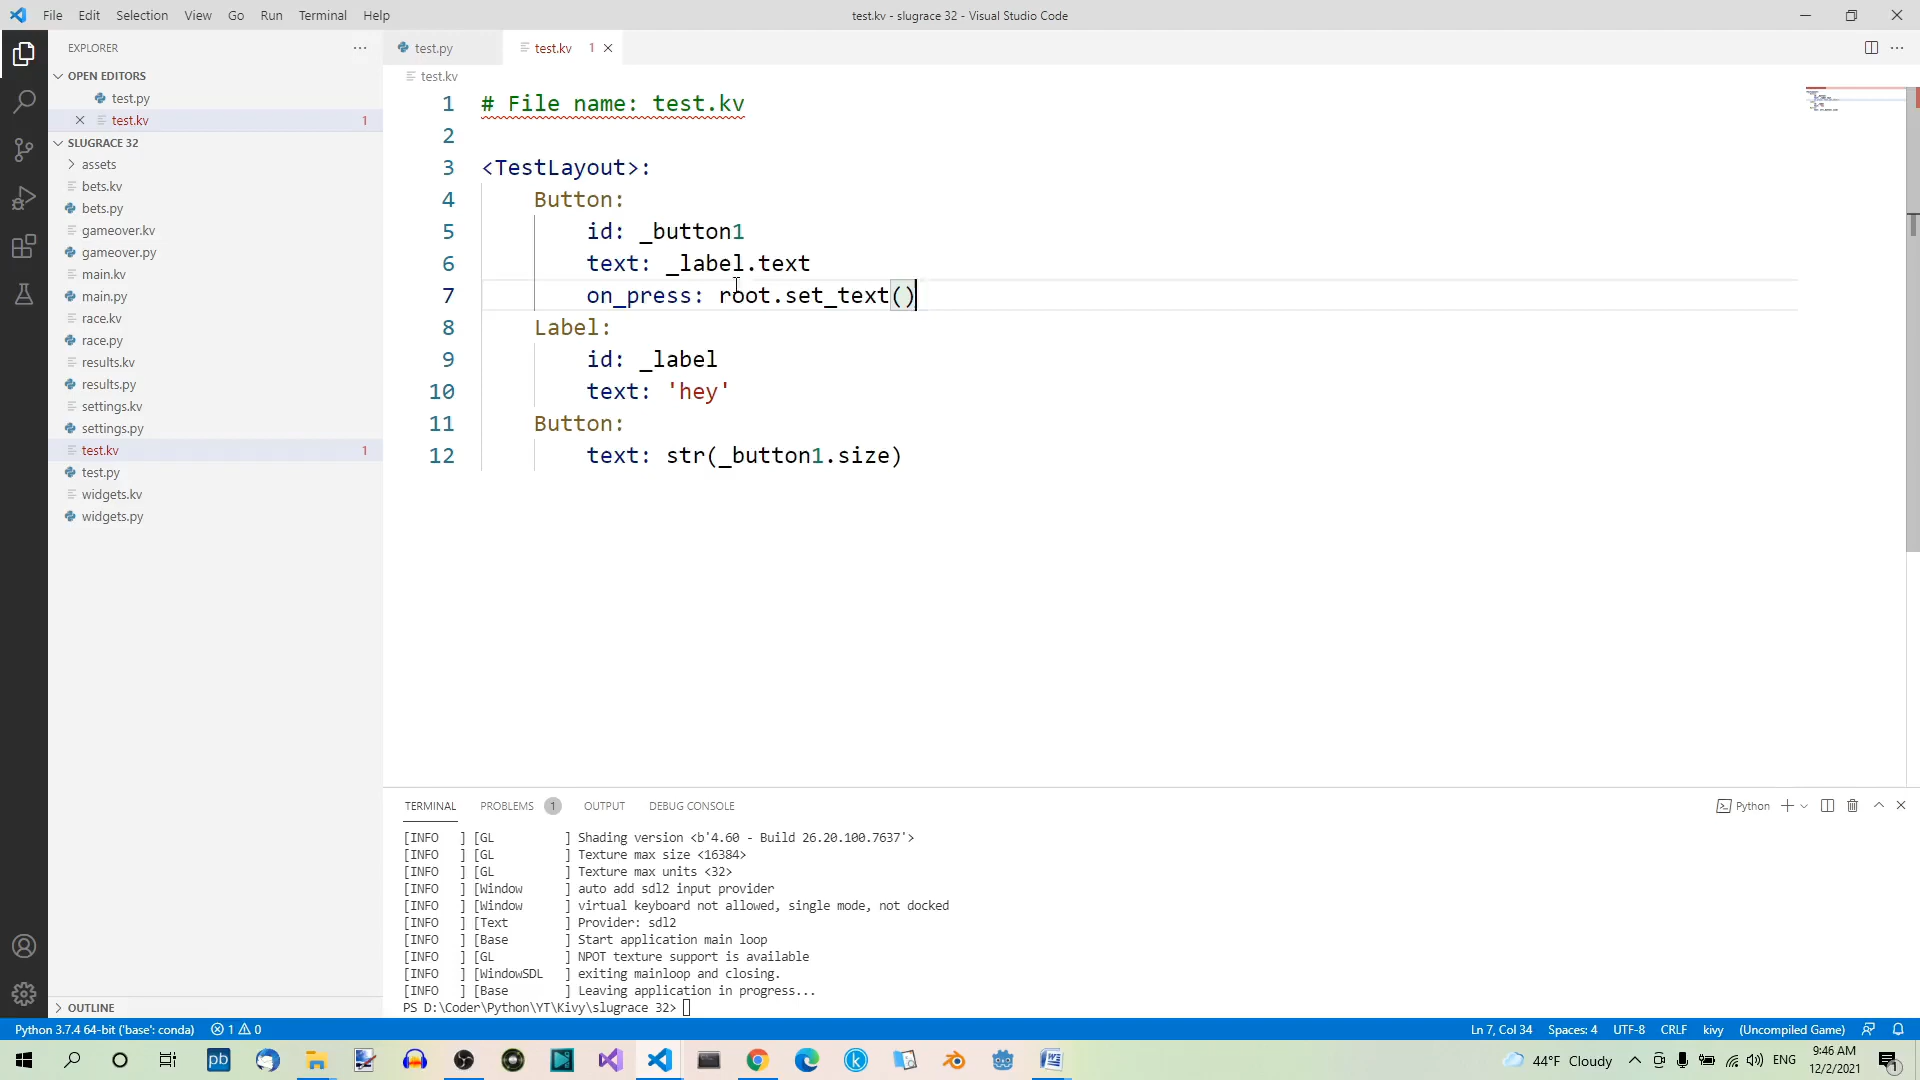 File Edit Selection View Go Run Terminal Help
test.kv - slugrace 32 - Visual Studio Code
EXPLORER
OPEN EDITORS
test.py
test.kv 1
SLUGRACE 32
assets
bets.kv
bets.py
gameover.kv
gameover.py
main.kv
main.py
race.kv
race.py
results.kv
results.py
settings.kv
settings.py
test.kv 1
test.py
widgets.kv
widgets.py
OUTLINE
test.py test.kv 1
test.kv
1 # File name: test.kv
2
3 <TestLayout>:
4 Button:
5 id: _button1
6 text: _label.text
7 on_press: root.set_text()
8 Label:
9 id: _label
10 text: 'hey'
11 Button:
12 text: str(_button1.size)
TERMINAL PROBLEMS 1 OUTPUT DEBUG CONSOLE
Python
[INFO ] [GL ] Shading version <b'4.60 - Build 26.20.100.7637'>
[INFO ] [GL ] Texture max size <16384>
[INFO ] [GL ] Texture max units <32>
[INFO ] [Window ] auto add sdl2 input provider
[INFO ] [Window ] virtual keyboard not allowed, single mode, not docked
[INFO ] [Text ] Provider: sdl2
[INFO ] [Base ] Start application main loop
[INFO ] [GL ] NPOT texture support is available
[INFO ] [WindowSDL ] exiting mainloop and closing.
[INFO ] [Base ] Leaving application in progress...
PS D:\Coder\Python\YT\Kivy\slugrace 32>
Python 3.7.4 64-bit ('base': conda) 1 0
Ln 7, Col 34 Spaces: 4 UTF-8 CRLF kivy (Uncompiled Game)
pb
44°F Cloudy ENG
9:46 AM
12/2/2021
1